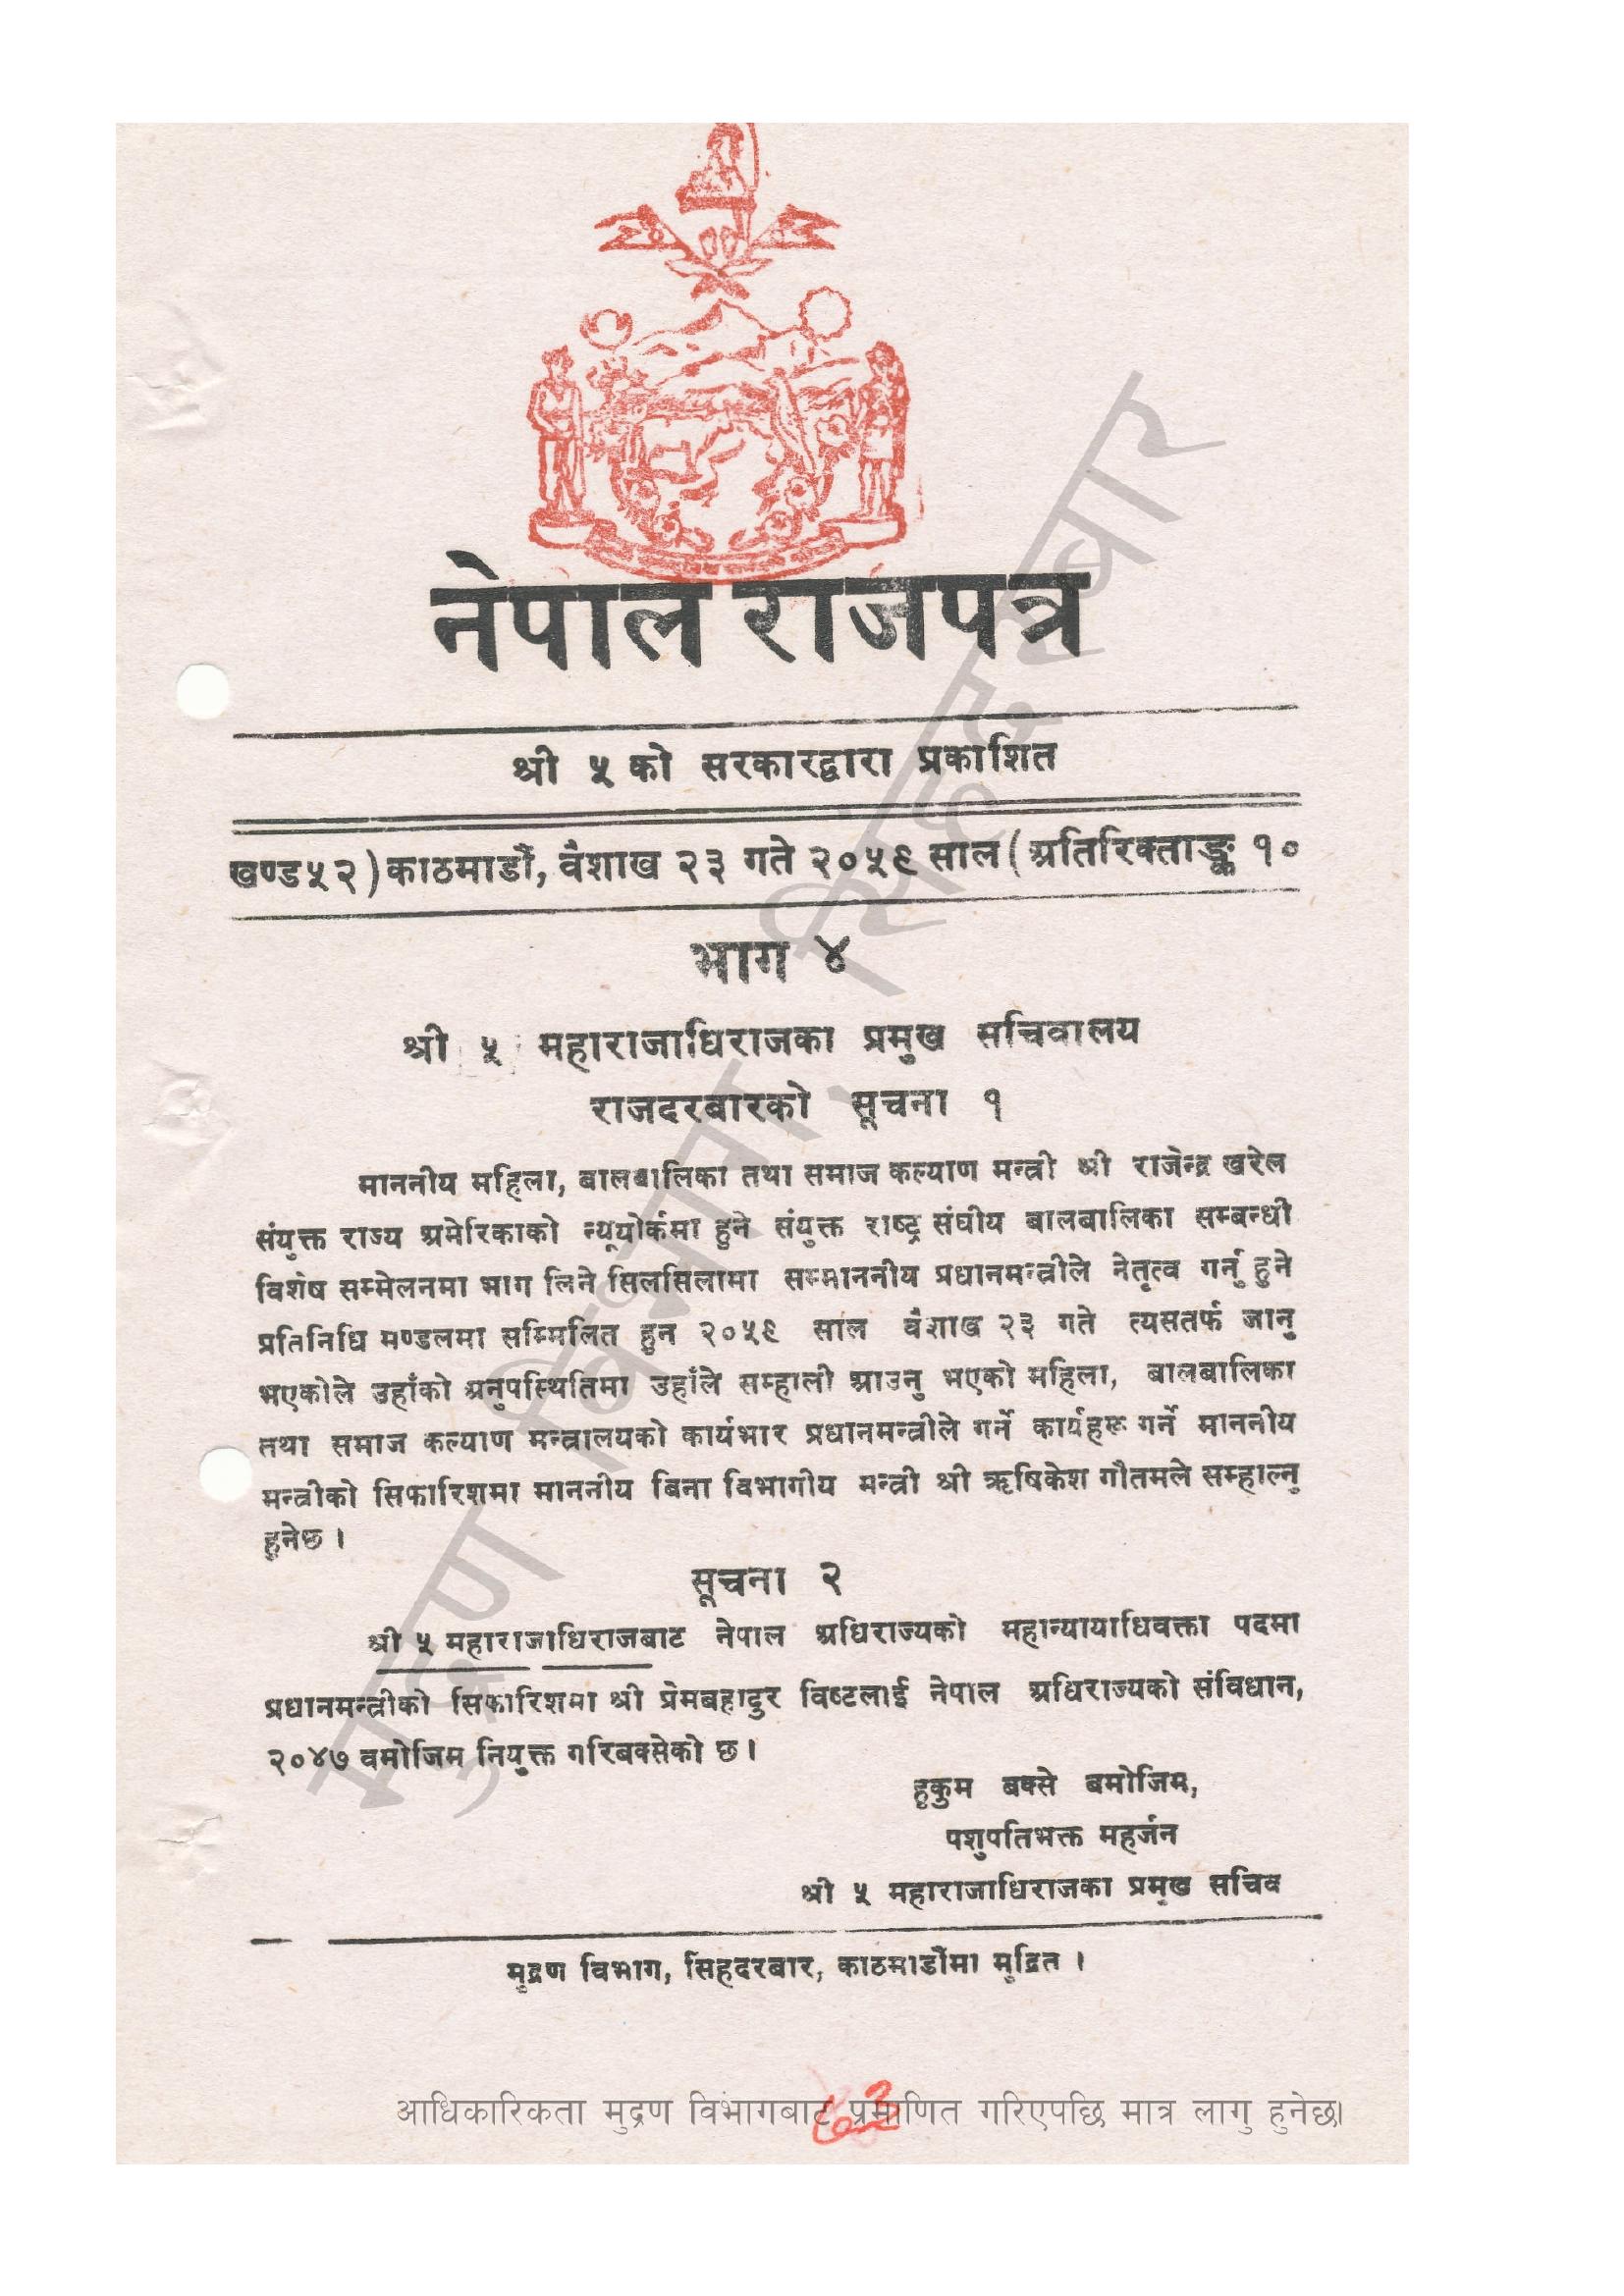 नेपाल राजपत्र
श्री ५ को सरकारद्वारा प्रकाशित
खण्ड ५२) काठमाडौं, वैशाख २३ गते २०५९ साल (अतिरिक्ताङ्क १०
भाग ४
श्री ५ महाराजाधिराजका प्रमुख सचिवालय
राजदरबारको सूचना १
माननीय महिला, बालबालिका तथा समाज कल्याण मन्त्री श्री राजेन्द्र खरेल
संयुक्त राज्य अमेरिकाको न्यूयोर्कमा हुने संयुक्त राष्ट्र संघीय बालबालिका सम्बन्धी
विशेष सम्मेलनमा भाग लिने सिलसिलामा सम्माननीय प्रधानमन्त्रीले नेतृत्व गर्नु हुने
प्रतिनिधि मण्डलमा सम्मिलित हुन २०५९ साल वैशाख २३ गते त्यसतर्फ जानु
भएकोले उहाँको अनुपस्थितिमा उहाँले सम्हाली आउनु भएको महिला, बालबालिका
तथा समाज कल्याण मन्त्रालयको कार्यभार प्रधानमन्त्रीले गर्ने कार्यहरू गर्ने माननीय
मन्त्रीको सिफारिशमा माननीय बिना विभागीय मन्त्री श्री ऋषिकेश गौतमले सम्हाल्नु
हुनेछ ।
सूचना २
श्री ५ महाराजाधिराजबाट नेपाल अधिराज्यको महान्यायाधिवक्ता पदमा
प्रधानमन्त्रीको सिफारिशमा श्री प्रेमबहादुर विष्टलाई नेपाल अधिराज्यको संविधान,
२०४७ वमोजिम नियुक्त गरिबक्सेको छ ।
हुकुम बक्से बमोजिम,
पशुपतिभक्त महर्जन
श्री ५ महाराजाधिराजका प्रमुख सचिव
मुद्रण विभाग, सिंहदरबार, काठमाडौंमा मुद्रित ।
मुद्रण विभाग, सिंहदरबार
आधिकारिकता मुद्रण विभागबाट प्रमाणित गरिएपछि मात्र लागु हुनेछ।